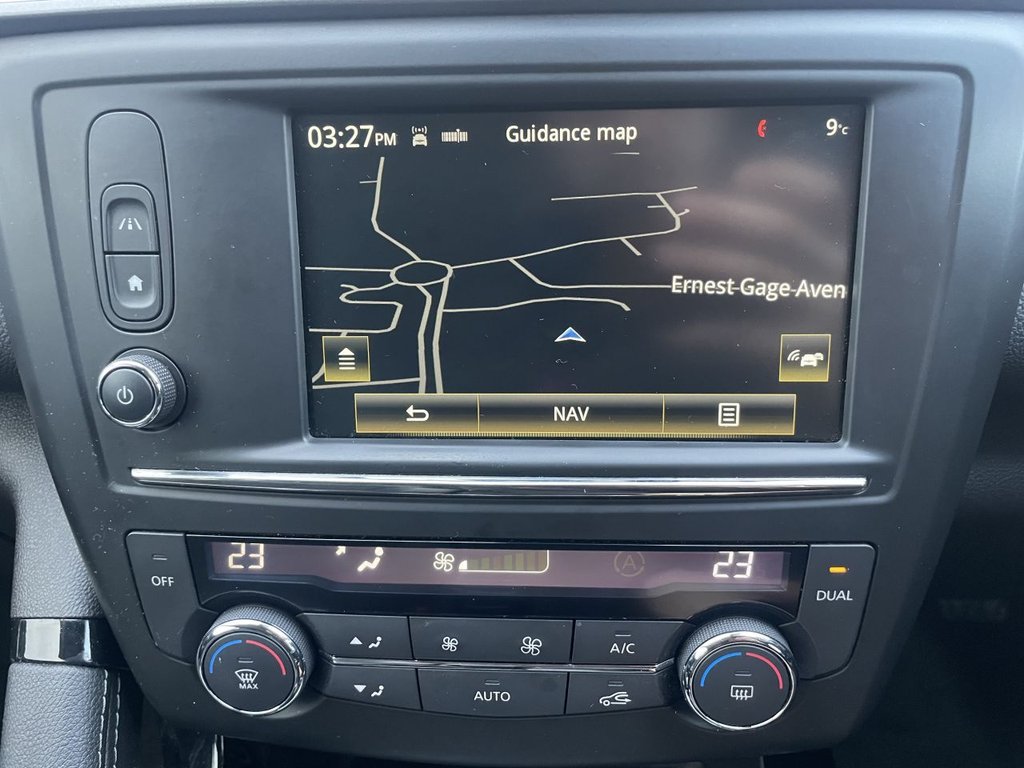 03:27PM Guidance map 9°C
Ernest Gage Aven
NAV
23 A 23
OFF DUAL
A/C
MAX AUTO